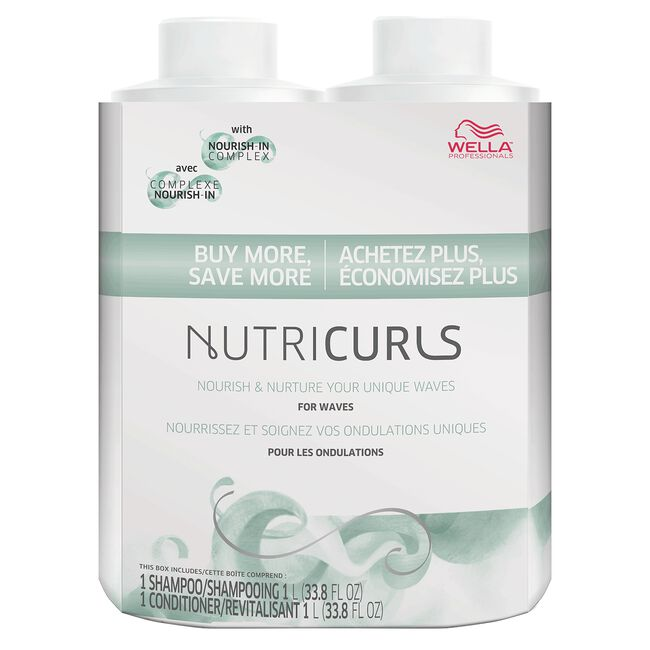 with
NOURISH-IN
COMPLEX
avec
COMPLEXE
NOURISH-IN
WELLA
PROFESSIONALS
BUY MORE,
SAVE MORE
ACHETEZ PLUS,
ÉCONOMISEZ PLUS
NUTRICURLS
NOURISH & NURTURE YOUR UNIQUE WAVES
FOR WAVES
NOURRISSEZ ET SOIGNEZ VOS ONDULATIONS UNIQUES
POUR LES ONDULATIONS
THIS BOX INCLUDES/CETTE BOÎTE COMPREND :
1 SHAMPOO/SHAMPOOING 1 L (33.8 FL OZ)
1 CONDITIONER/REVITALISANT 1 L (33.8 FL OZ)